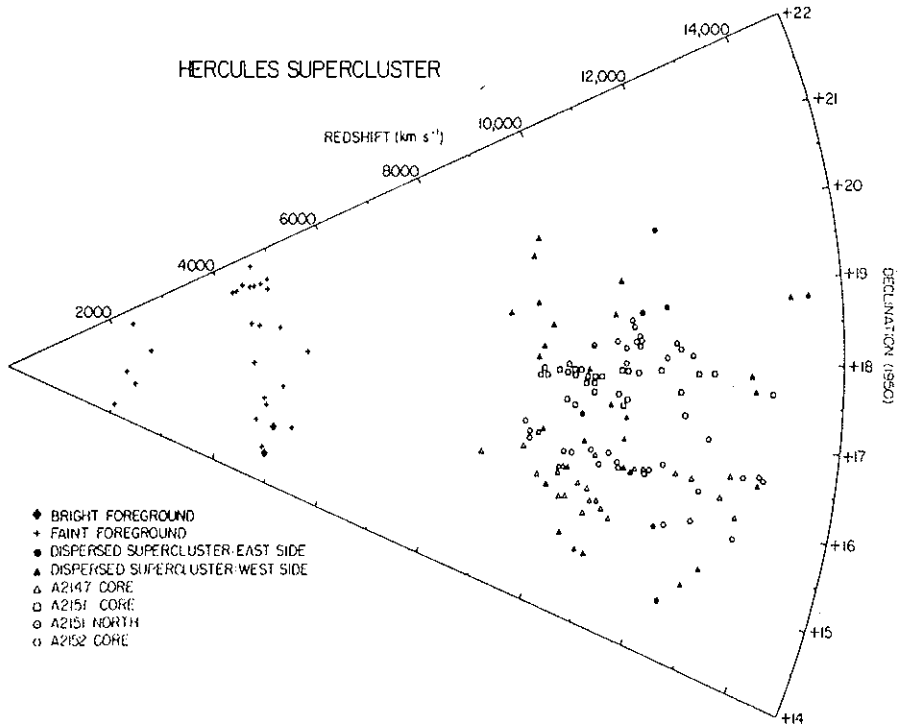 HERCULES SUPERCLUSTER
REDSHIFT (km s⁻¹)
2000
4000
6000
8000
10,000
12,000
14,000
+22
+21
+20
+19
+18
+17
+16
+15
+14
DECLINATION (1950)
BRIGHT FOREGROUND
FAINT FOREGROUND
DISPERSED SUPERCLUSTER: EAST SIDE
DISPERSED SUPERCLUSTER: WEST SIDE
A2147 CORE
A2151 CORE
A2151 NORTH
A2152 CORE